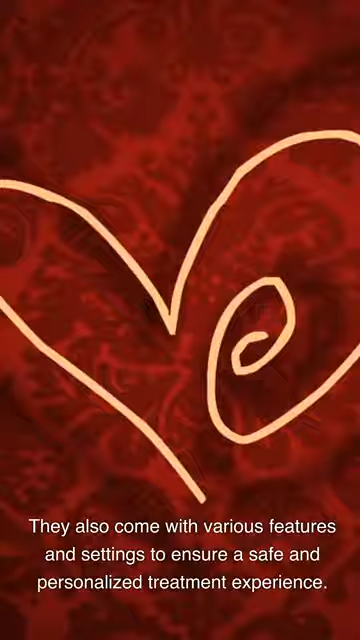 They also come with various features
and settings to ensure a safe and
personalized treatment experience.